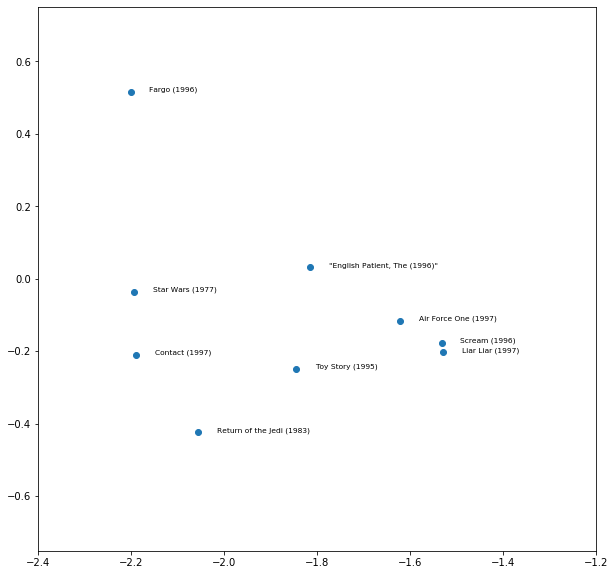 0.6
Fargo (1996)
0.4
0.2
"English Patient, The (1996)"
0.0
Star Wars (1977)
Air Force One (1997)
Scream (1996)
−0.2
Contact (1997)
Liar Liar (1997)
Toy Story (1995)
−0.4
Return of the Jedi (1983)
−0.6
−2.4 −2.2 −2.0 −1.8 −1.6 −1.4 −1.2